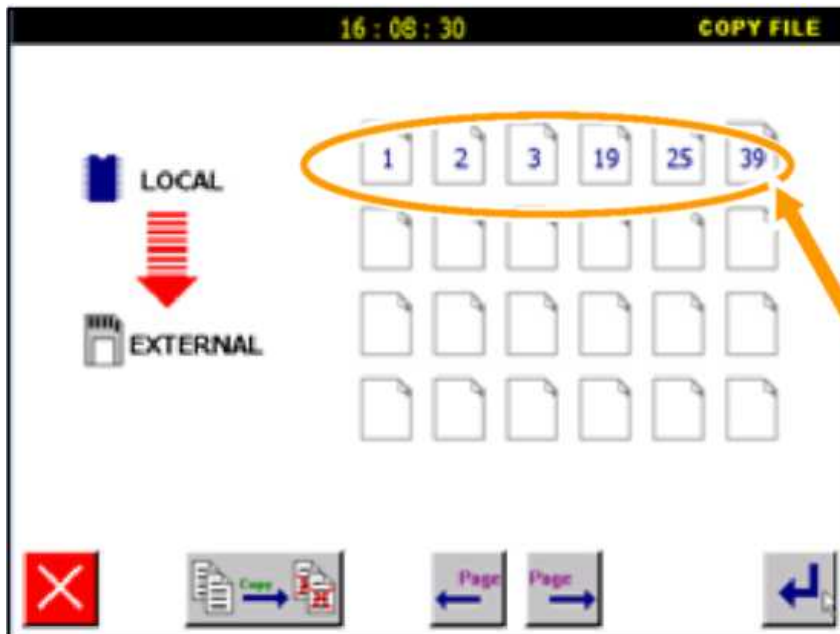 16 : 08 : 30 COPY FILE
1 2 3 19 25 39
LOCAL
EXTERNAL
Copy Page Page